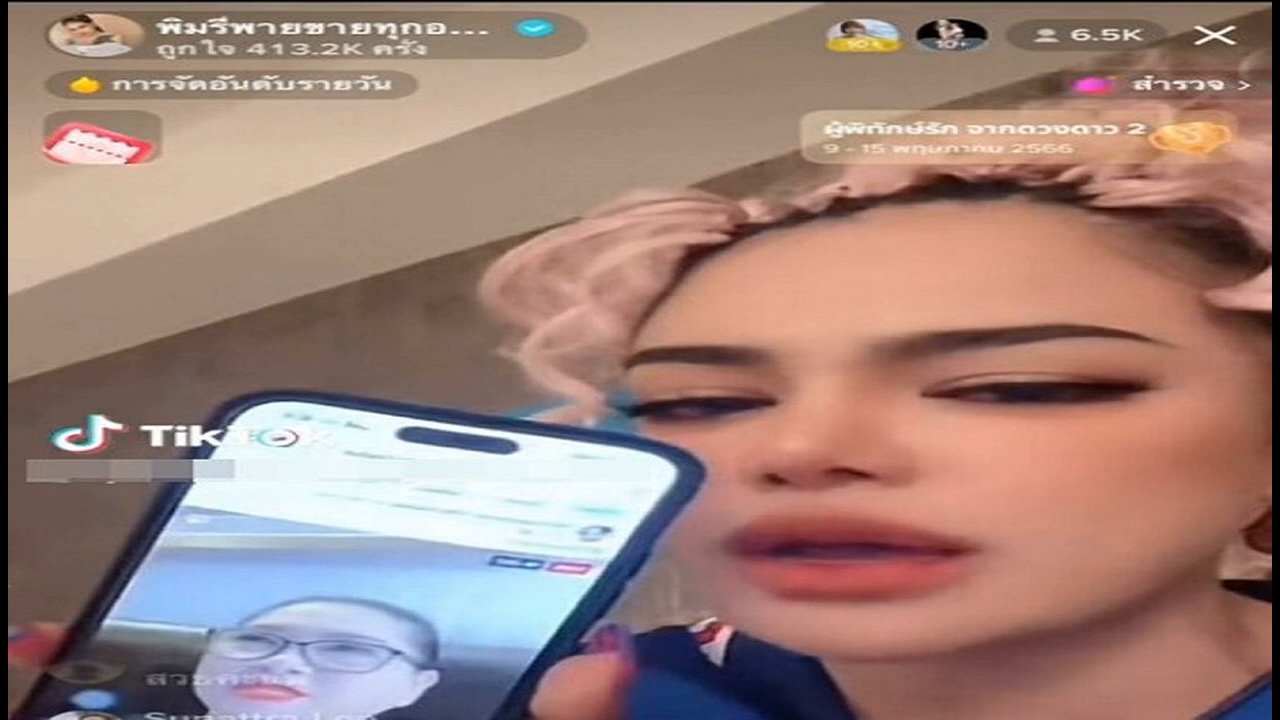 พิมรี่พายขายทุกอ...
ถูกใจ 413.2K ครั้ง
10+
10+
6.5K
การจัดอันดับรายวัน
สำรวจ >
ผู้พิทักษ์รัก จากดวงดาว 2
9 - 15 พฤษภาคม 2566
TikTok